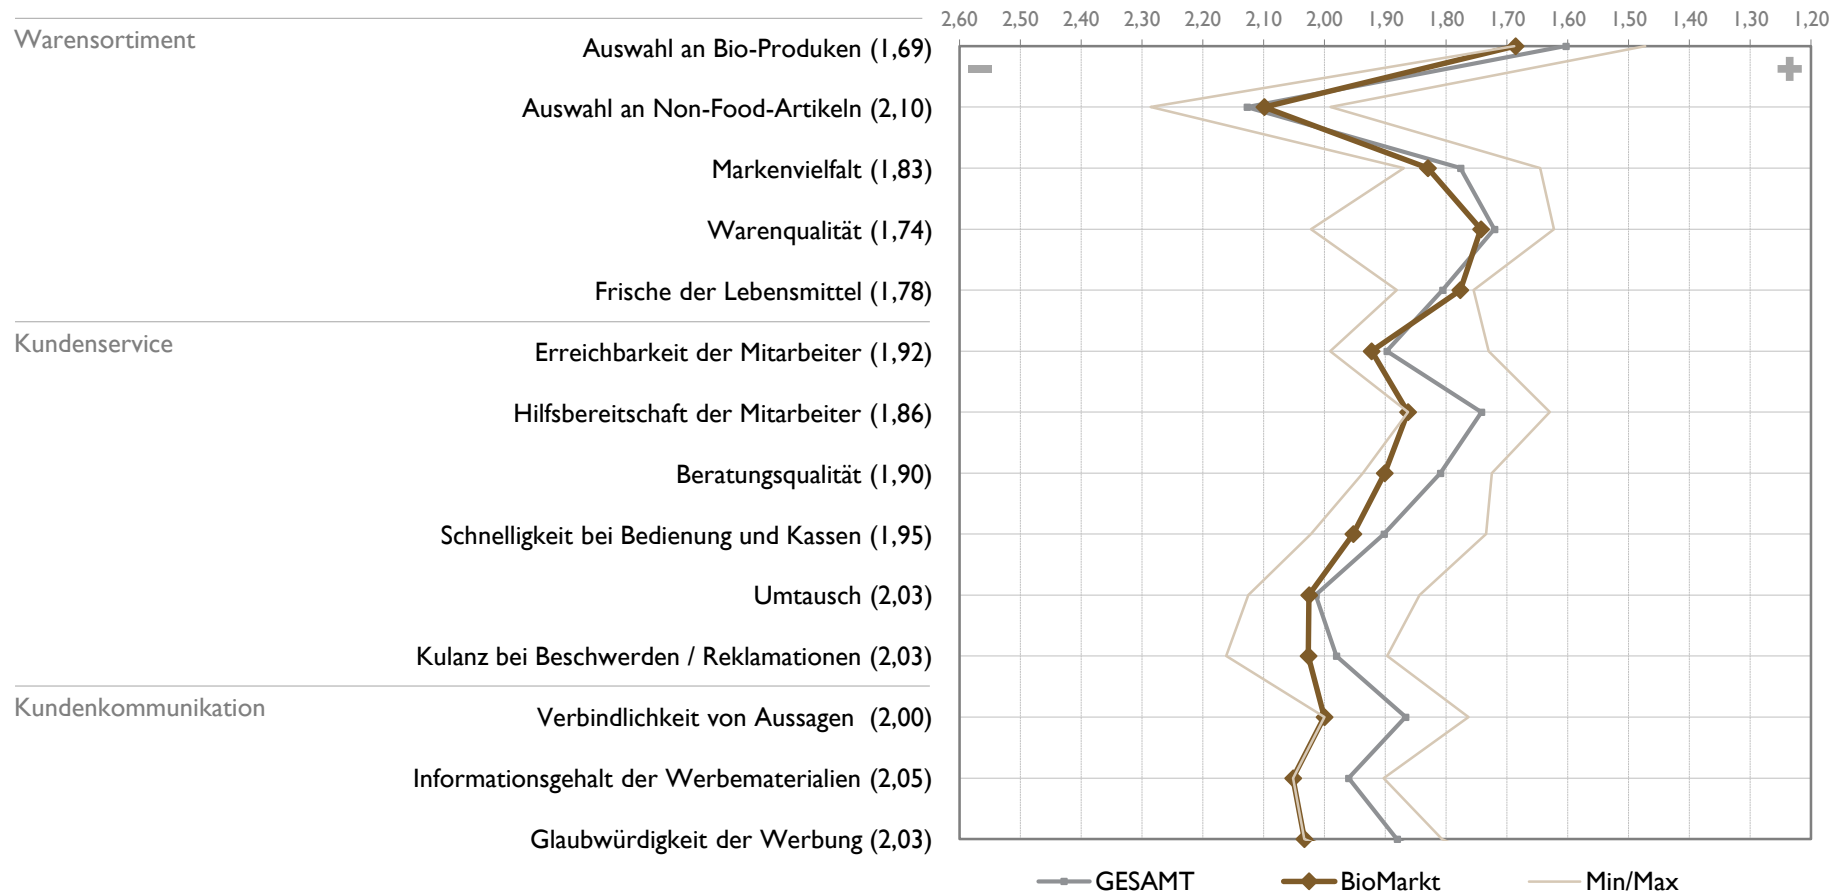 2,60 2,50 2,40 2,30 2,20 2,10 2,00 1,90 1,80 1,70 1,60 1,50 1,40 1,30 1,20
Warensortiment
Auswahl an Bio-Produken (1,69)
Auswahl an Non-Food-Artikeln (2,10)
Markenvielfalt (1,83)
Warenqualität (1,74)
Frische der Lebensmittel (1,78)
Kundenservice
Erreichbarkeit der Mitarbeiter (1,92)
Hilfsbereitschaft der Mitarbeiter (1,86)
Beratungsqualität (1,90)
Schnelligkeit bei Bedienung und Kassen (1,95)
Umtausch (2,03)
Kulanz bei Beschwerden / Reklamationen (2,03)
Kundenkommunikation
Verbindlichkeit von Aussagen (2,00)
Informationsgehalt der Werbematerialien (2,05)
Glaubwürdigkeit der Werbung (2,03)
GESAMT BioMarkt Min/Max